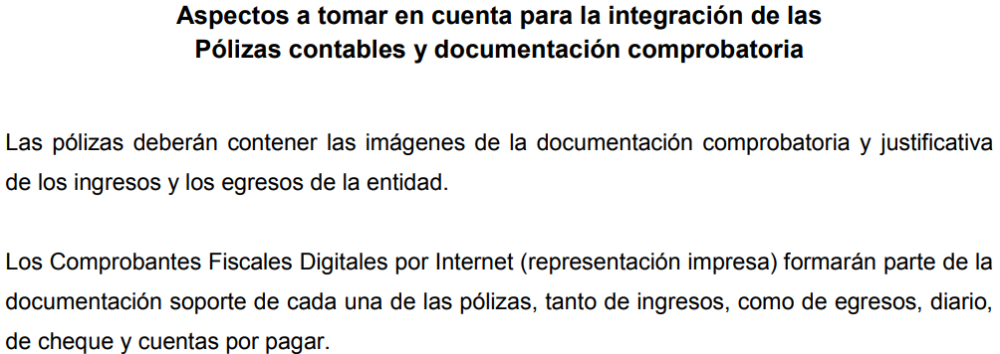 Aspectos a tomar en cuenta para la integración de las
Pólizas contables y documentación comprobatoria
Las pólizas deberán contener las imágenes de la documentación comprobatoria y justificativa
de los ingresos y los egresos de la entidad.
Los Comprobantes Fiscales Digitales por Internet (representación impresa) formarán parte de la
documentación soporte de cada una de las pólizas, tanto de ingresos, como de egresos, diario,
de cheque y cuentas por pagar.